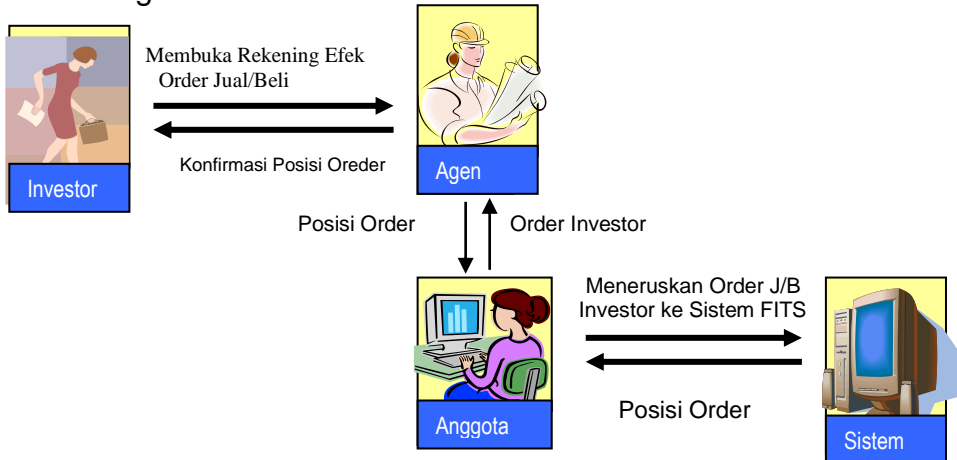 Membuka Rekening Efek
Order Jual/Beli
Konfirmasi Posisi Oreder
Investor
Agen
Posisi Order
Order Investor
Meneruskan Order J/B
Investor ke Sistem FITS
Posisi Order
Anggota
Sistem